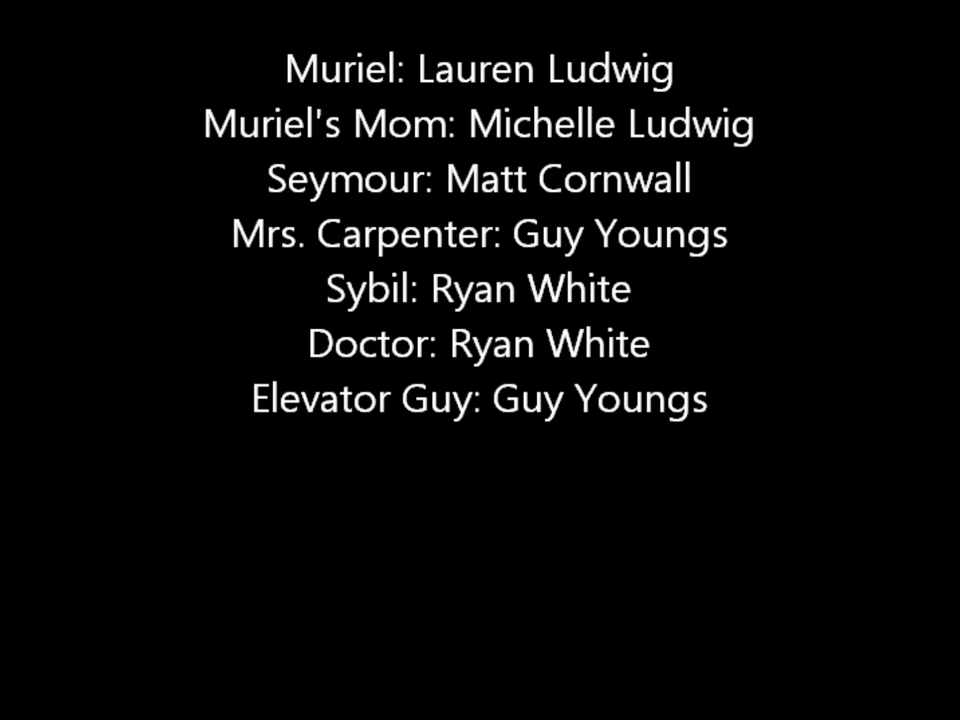 Muriel: Lauren Ludwig
Muriel's Mom: Michelle Ludwig
Seymour: Matt Cornwall
Mrs. Carpenter: Guy Youngs
Sybil: Ryan White
Doctor: Ryan White
Elevator Guy: Guy Youngs